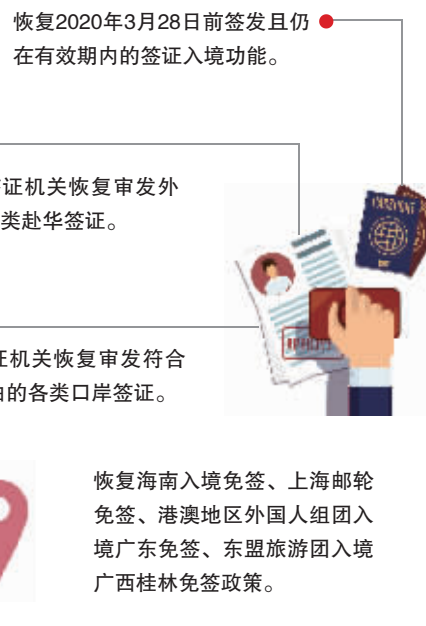 恢复2020年3月28日前签发且仍
在有效期内的签证入境功能。
证机关恢复审发外
类赴华签证。
证机关恢复审发符合
的各类口岸签证。
恢复海南入境免签、上海邮轮
免签、港澳地区外国人组团入
境广东免签、东盟旅游团入境
广西桂林免签政策。